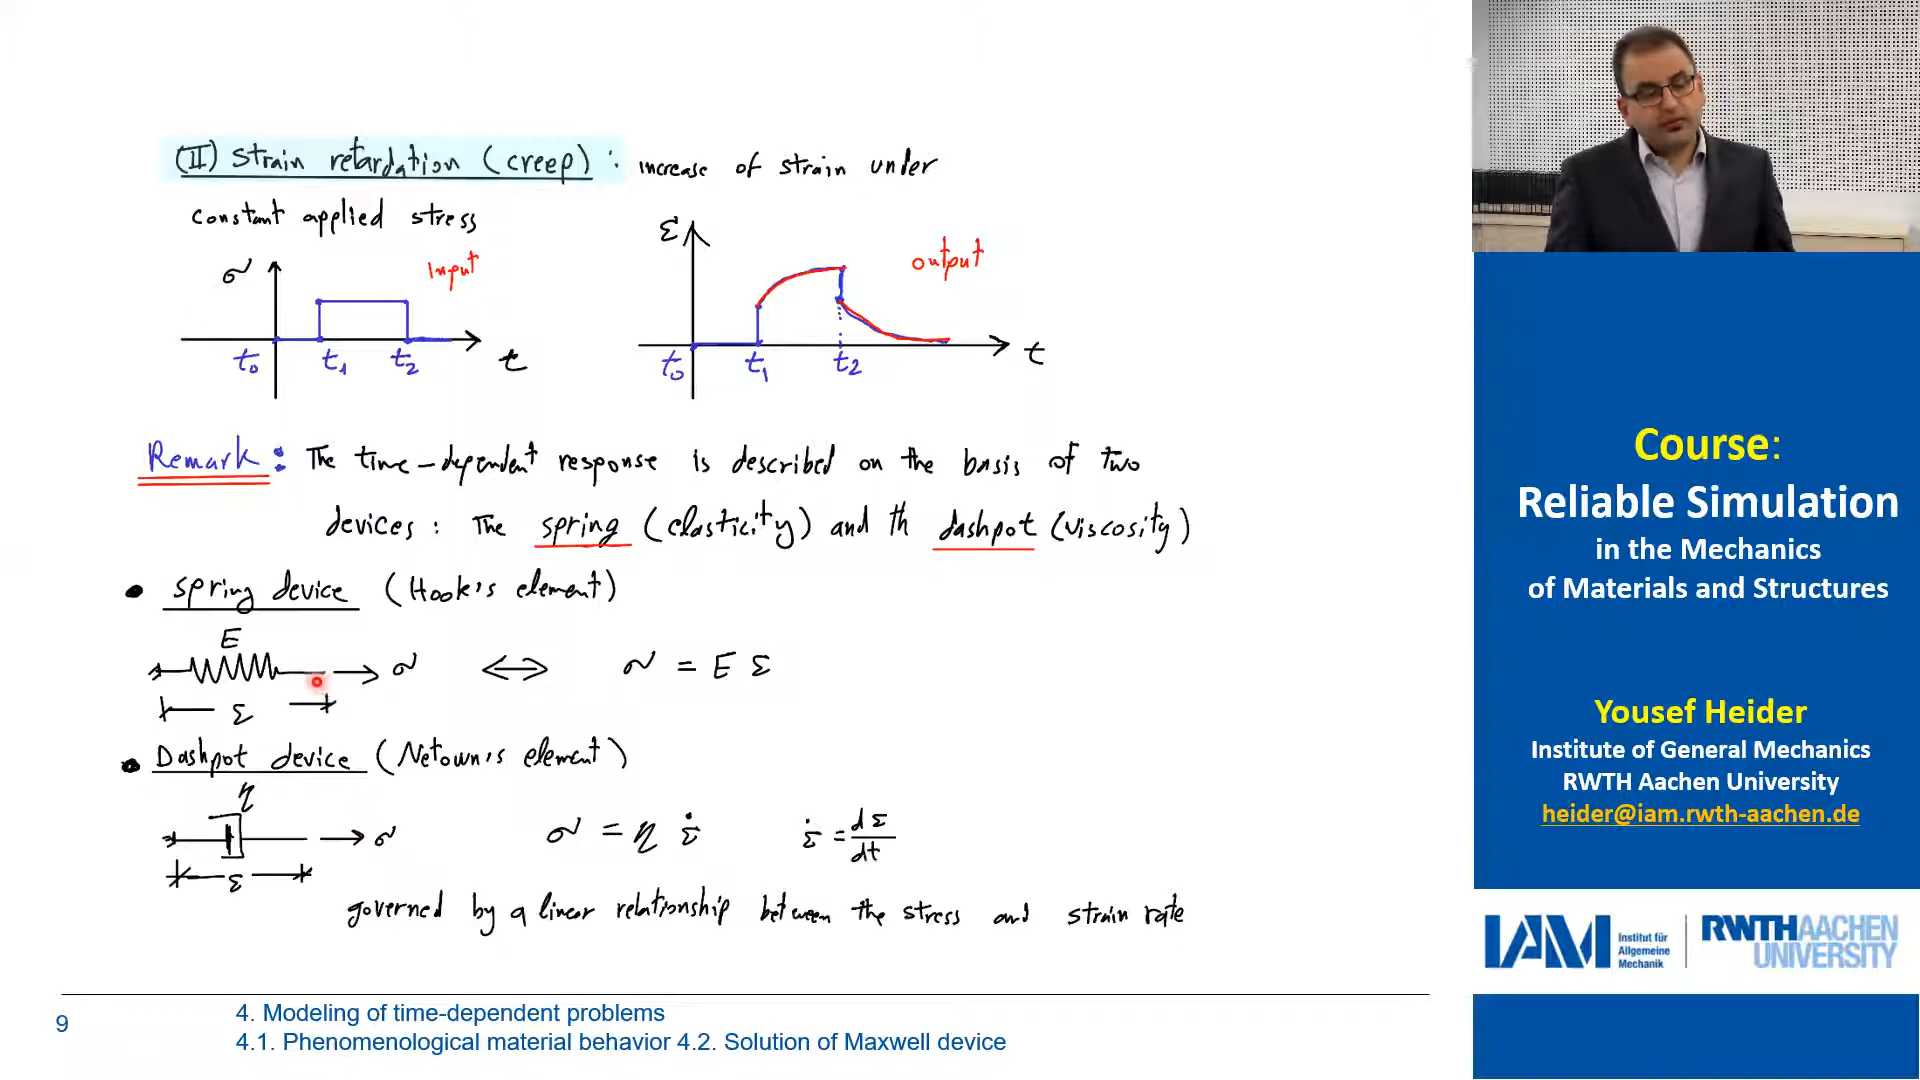 (II) Strain retardation (creep) : increase of strain under
constant applied stress
σ
input
t₀ t₁ t₂ t
ε
output
t₀ t₁ t₂ t
Remark: The time-dependent response is described on the basis of two
devices: The spring (elasticity) and th dashpot (viscosity)
• Spring device (Hook's element)
E
σ ⟺ σ = E ε
ε
• Dashpot device (Netown's element)
η
σ σ = η ε̇ ε̇ = dε/dt
ε
governed by a linear relationship between the stress and strain rate
9
4. Modeling of time-dependent problems
4.1. Phenomenological material behavior 4.2. Solution of Maxwell device
Course:
Reliable Simulation
in the Mechanics
of Materials and Structures
Yousef Heider
Institute of General Mechanics
RWTH Aachen University
heider@iam.rwth-aachen.de
IAM
Institut für
Allgemeine
Mechanik
RWTH AACHEN
UNIVERSITY